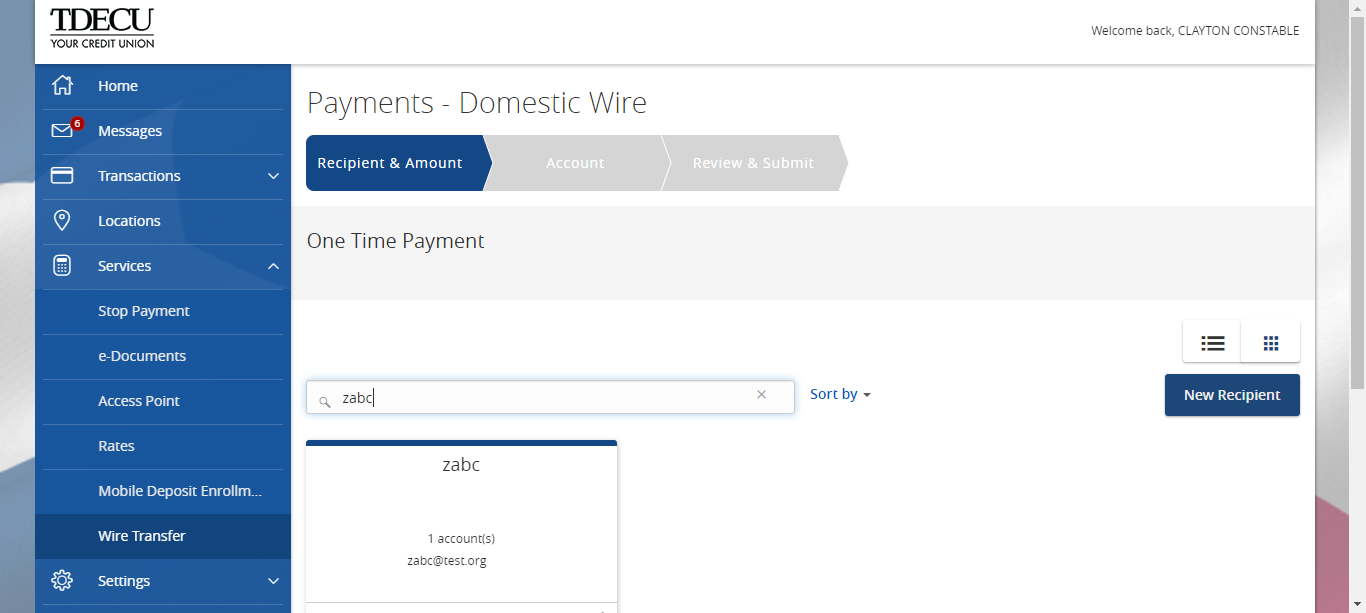 TDECU
YOUR CREDIT UNION
Welcome back, CLAYTON CONSTABLE
Home
6
Messages
Transactions
Locations
Services
Stop Payment
e-Documents
Access Point
Rates
Mobile Deposit Enrollm...
Wire Transfer
Settings
Payments - Domestic Wire
Recipient & Amount
Account
Review & Submit
One Time Payment
zabc
Sort by
New Recipient
zabc
1 account(s)
zabc@test.org